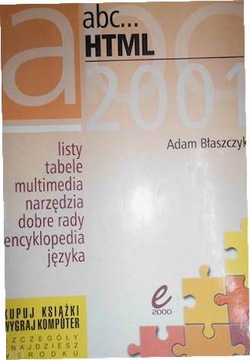 abc...
HTML
abc
2001
Adam Błaszczyk
listy
tabele
multimedia
narzędzia
dobre rady
encyklopedia
języka
KUPUJ KSIĄŻKI
WYGRAJ KOMPUTER
SZCZEGÓŁY
ZNAJDZIESZ
W ŚRODKU
e
2000